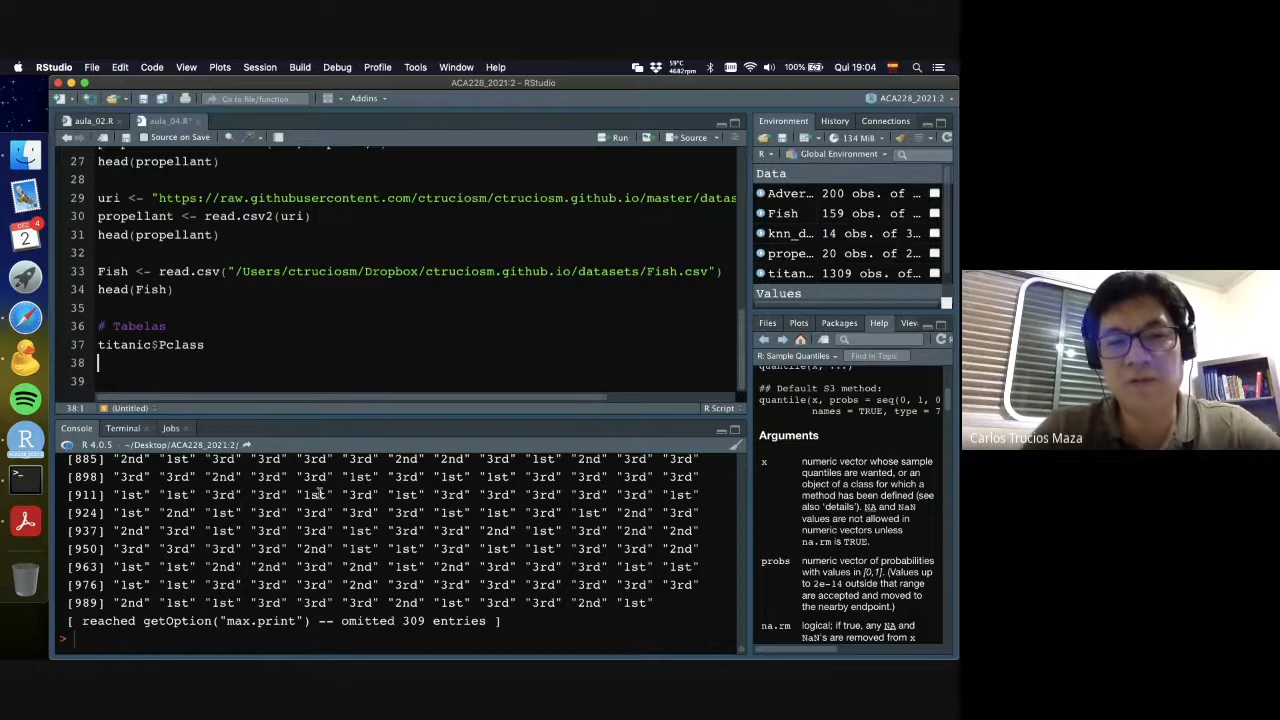 RStudio File Edit Code View Plots Session Build Debug Profile Tools Window Help 59°C 4682rpm 100% Qui 19:04
ACA228_2021:2 - RStudio
Go to file/function Addins ACA228_2021:2
aula_02.R aula_04.R*
Source on Save Run Source
27 head(propellant)
28
29 uri <- "https://raw.githubusercontent.com/ctruciosm/ctruciosm.github.io/master/datas
30 propellant <- read.csv2(uri)
31 head(propellant)
32
33 Fish <- read.csv("/Users/ctruciosm/Dropbox/ctruciosm.github.io/datasets/Fish.csv")
34 head(Fish)
35
36 # Tabelas
37 titanic$Pclass
38
39
38:1 (Untitled) R Script
Console Terminal Jobs
R 4.0.5 · ~/Desktop/ACA228_2021:2/
[885] "2nd" "1st" "3rd" "3rd" "3rd" "3rd" "2nd" "2nd" "3rd" "1st" "2nd" "3rd" "3rd"
[898] "3rd" "3rd" "2nd" "3rd" "3rd" "1st" "3rd" "1st" "1st" "3rd" "3rd" "3rd" "3rd"
[911] "1st" "1st" "3rd" "3rd" "1st" "3rd" "1st" "3rd" "3rd" "3rd" "3rd" "3rd" "1st"
[924] "1st" "2nd" "1st" "3rd" "3rd" "3rd" "3rd" "3rd" "1st" "3rd" "1st" "2nd" "3rd"
[937] "3rd" "3rd" "3rd" "3rd" "3rd" "2nd" "3rd" "1st" "3rd" "2nd" "3rd" "3rd" "2nd"
[950] "3rd" "3rd" "3rd" "3rd" "2nd" "1st" "1st" "3rd" "1st" "1st" "3rd" "3rd" "2nd"
[963] "1st" "1st" "2nd" "2nd" "3rd" "2nd" "1st" "2nd" "3rd" "3rd" "3rd" "1st" "1st"
[976] "1st" "1st" "3rd" "3rd" "3rd" "2nd" "3rd" "3rd" "3rd" "3rd" "3rd" "3rd"
[989] "2nd" "1st" "1st" "3rd" "3rd" "3rd" "2nd" "1st" "3rd" "3rd" "2nd" "1st"
[ reached getOption("max.print") -- omitted 309 entries ]
>
Environment History Connections
134 MiB
R Global Environment
Data
Adver... 200 obs. of ...
Fish 159 obs. of ...
knn_d... 14 obs. of 3...
prope... 20 obs. of 2...
titan... 1309 obs. of...
Values
Files Plots Packages Help View
R: Sample Quantiles Find in Topic
quantile(x, ...)
## Default S3 method:
quantile(x, probs = seq(0, 1, 0
names = TRUE, type = 7
Arguments
x numeric vector whose sample
quantiles are wanted, or an
object of a class for which a
method has been defined (see
also 'details'). NA and NaN
values are not allowed in
numeric vectors unless
na.rm is TRUE.
probs numeric vector of probabilities
with values in [0,1]. (Values up
to 2e-14 outside that range
are accepted and moved to
the nearby endpoint.)
na.rm logical; if true, any NA and
NaN's are removed from x
DEC 4
2
Carlos Trucios Maza